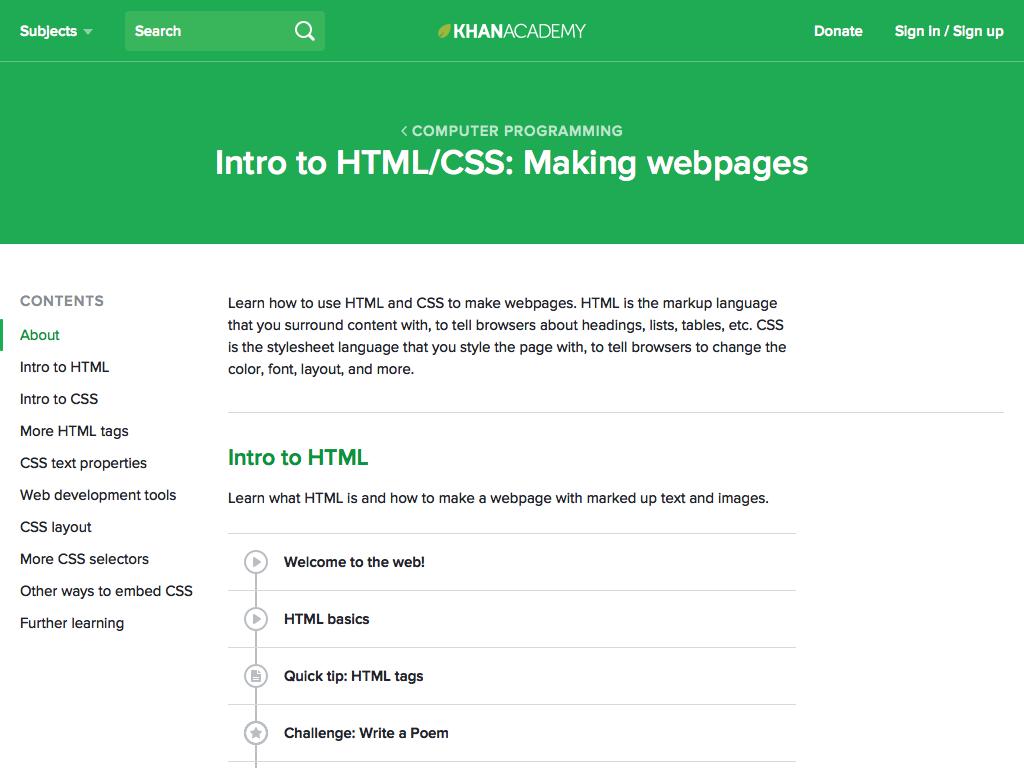 Subjects
Search
KHANACADEMY
Donate
Sign in / Sign up
COMPUTER PROGRAMMING
Intro to HTML/CSS: Making webpages
CONTENTS
About
Intro to HTML
Intro to CSS
More HTML tags
CSS text properties
Web development tools
CSS layout
More CSS selectors
Other ways to embed CSS
Further learning
Learn how to use HTML and CSS to make webpages. HTML is the markup language
that you surround content with, to tell browsers about headings, lists, tables, etc. CSS
is the stylesheet language that you style the page with, to tell browsers to change the
color, font, layout, and more.
Intro to HTML
Learn what HTML is and how to make a webpage with marked up text and images.
Welcome to the web!
HTML basics
Quick tip: HTML tags
Challenge: Write a Poem